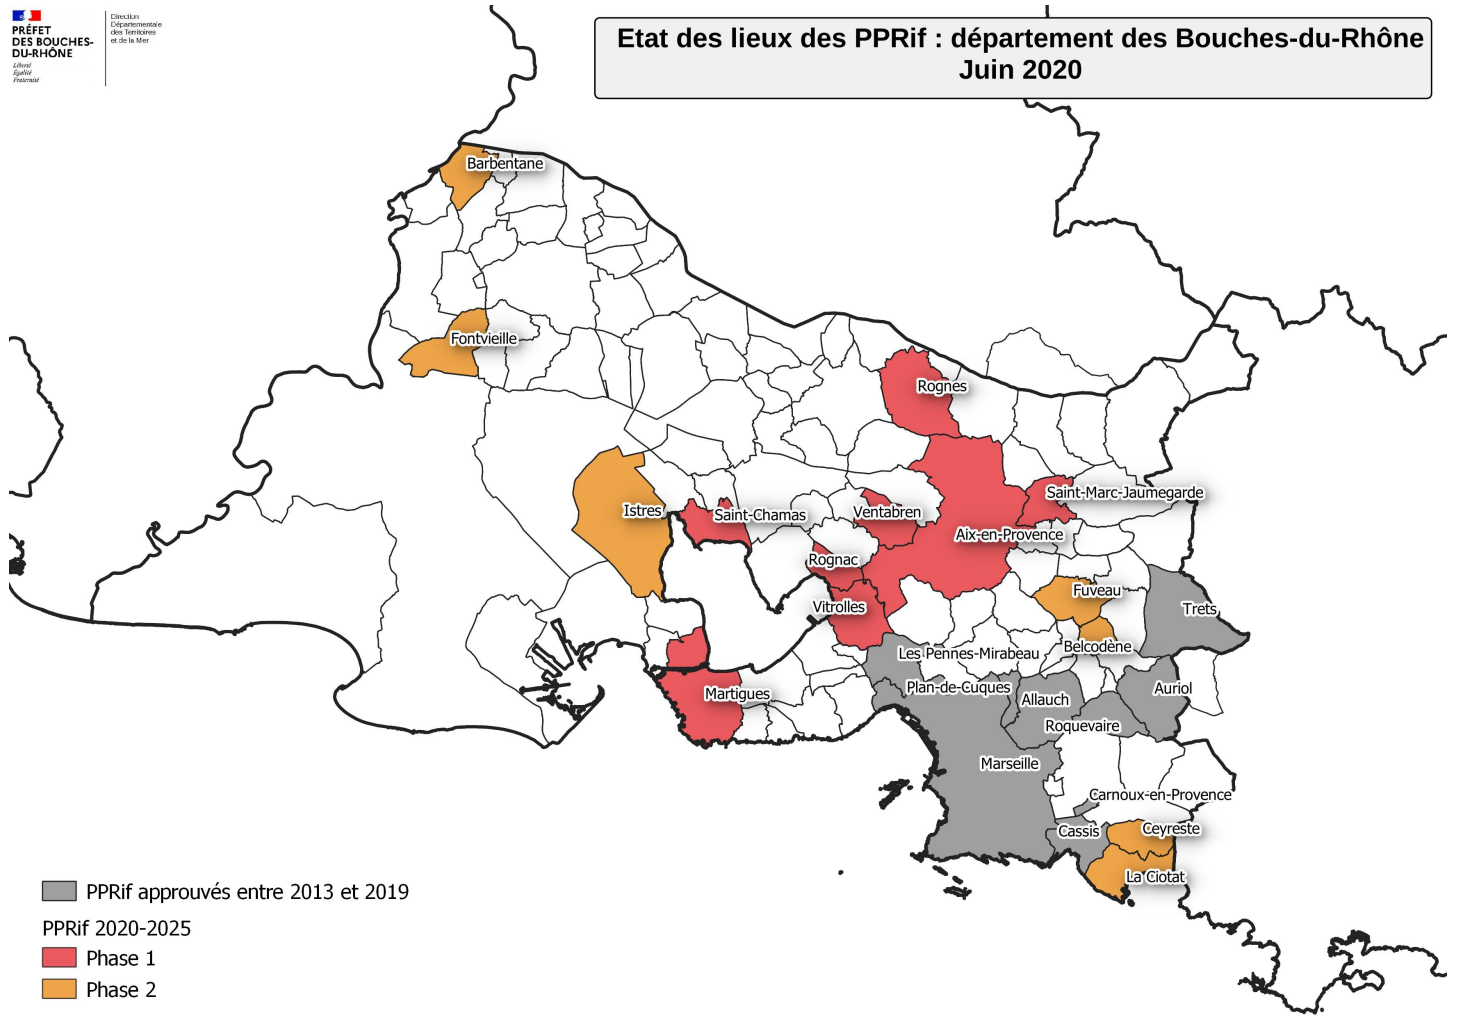 PRÉFET
DES BOUCHES-
DU-RHÔNE
Liberté
Égalité
Fraternité
Direction
Départementale
des Territoires
et de la Mer
Etat des lieux des PPRif : département des Bouches-du-Rhône
Juin 2020
Barbentane
Fontvieille
Rognes
Istres
Saint-Chamas
Ventabren
Saint-Marc-Jaumegarde
Aix-en-Provence
Rognac
Vitrolles
Fuveau
Trets
Belcodène
Les Pennes-Mirabeau
Plan-de-Cuques
Allauch
Auriol
Martigues
Roquevaire
Marseille
Carnoux-en-Provence
Cassis
Ceyreste
La Ciotat
PPRif approuvés entre 2013 et 2019
PPRif 2020-2025
Phase 1
Phase 2